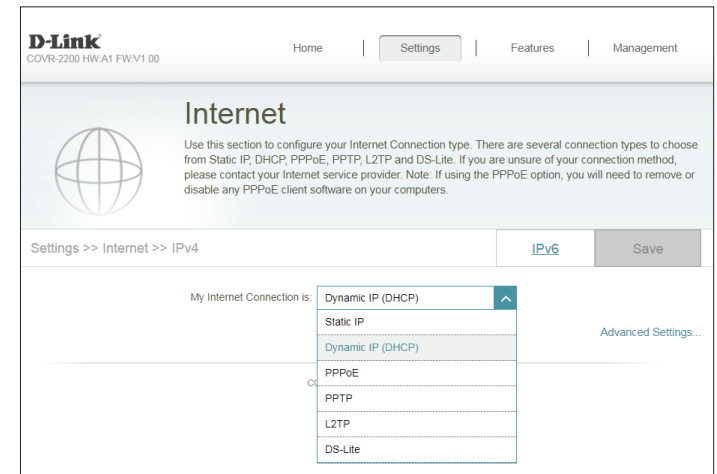 D-Link
COVR-2200 HW:A1 FW:V1.00
Home
Settings
Features
Management
Internet
Use this section to configure your Internet Connection type. There are several connection types to choose
from Static IP, DHCP, PPPoE, PPTP, L2TP and DS-Lite. If you are unsure of your connection method,
please contact your Internet service provider. Note: If using the PPPoE option, you will need to remove or
disable any PPPoE client software on your computers.
Settings >> Internet >> IPv4
IPv6
Save
My Internet Connection is:
Dynamic IP (DHCP)
Static IP
Dynamic IP (DHCP)
PPPoE
PPTP
L2TP
DS-Lite
Advanced Settings...